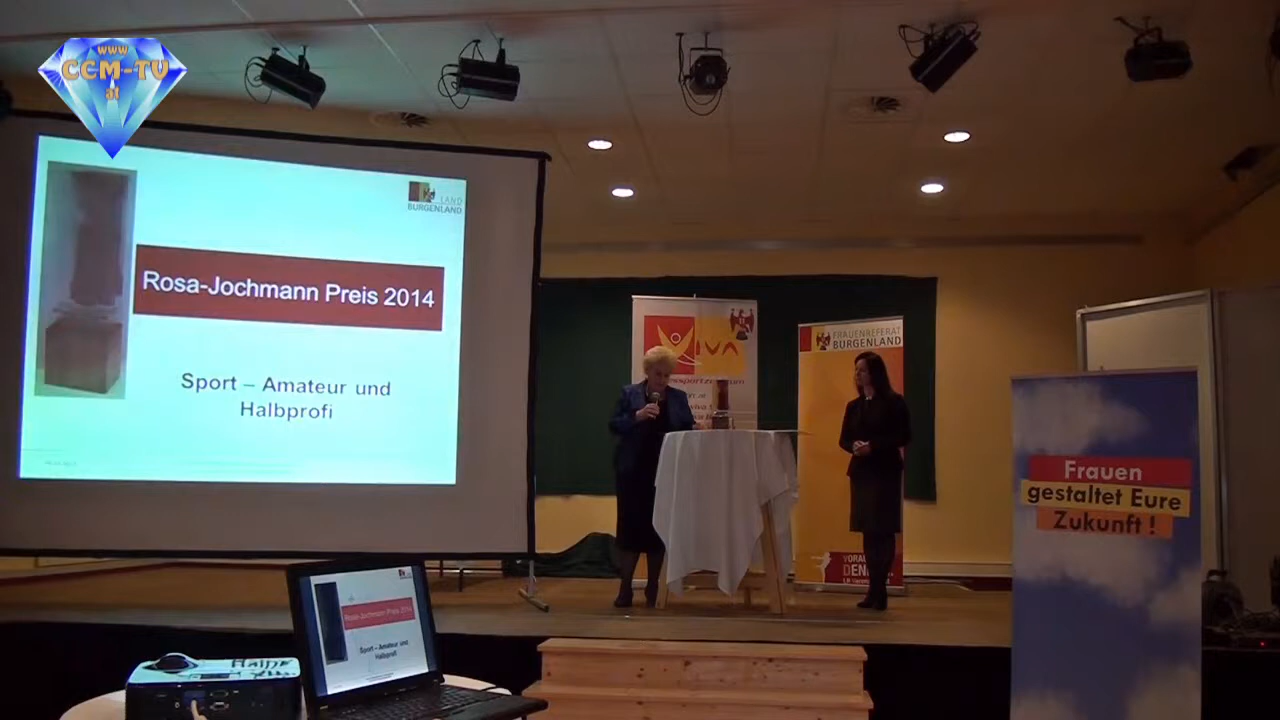 www
CCM-TV
at
LAND
BURGENLAND
Rosa-Jochmann Preis 2014
Sport – Amateur und
Halbprofi
VIVA
FRAUENREFERAT
BURGENLAND
Frauen
gestaltet Eure
Zukunft !
Rosa-Jochmann Preis 2014
Sport – Amateur und
Halbprofi